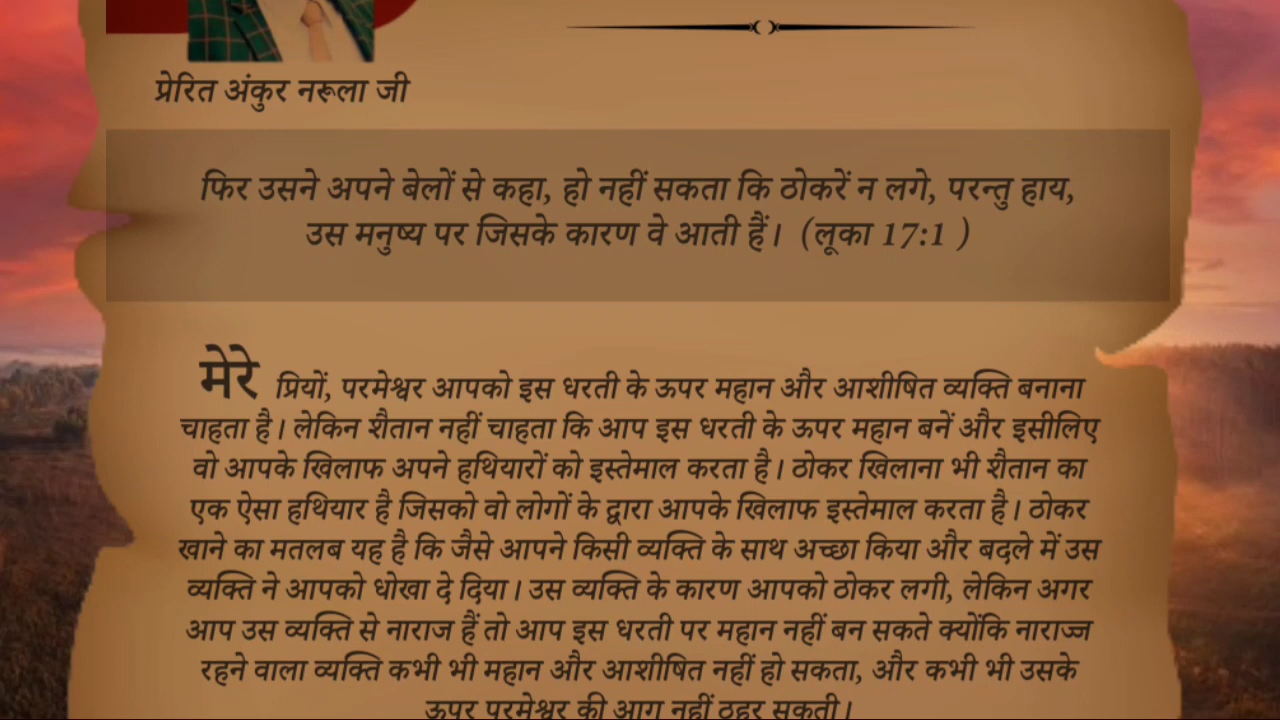 प्रेरित अंकुर नरूला जी
फिर उसने अपने बेलों से कहा, हो नहीं सकता कि ठोकरें न लगे, परन्तु हाय,
उस मनुष्य पर जिसके कारण वे आती हैं। (लूका 17:1 )
मेरे प्रियों, परमेश्वर आपको इस धरती के ऊपर महान और आशीषित व्यक्ति बनाना
चाहता है। लेकिन शैतान नहीं चाहता कि आप इस धरती के ऊपर महान बनें और इसीलिए
वो आपके खिलाफ अपने हथियारों को इस्तेमाल करता है। ठोकर खिलाना भी शैतान का
एक ऐसा हथियार है जिसको वो लोगों के द्वारा आपके खिलाफ इस्तेमाल करता है। ठोकर
खाने का मतलब यह है कि जैसे आपने किसी व्यक्ति के साथ अच्छा किया और बदले में उस
व्यक्ति ने आपको धोखा दे दिया। उस व्यक्ति के कारण आपको ठोकर लगी, लेकिन अगर
आप उस व्यक्ति से नाराज हैं तो आप इस धरती पर महान नहीं बन सकते क्योंकि नाराज्ज
रहने वाला व्यक्ति कभी भी महान और आशीषित नहीं हो सकता, और कभी भी उसके
ऊपर परमेश्वर की आग नहीं ठहर सकती।